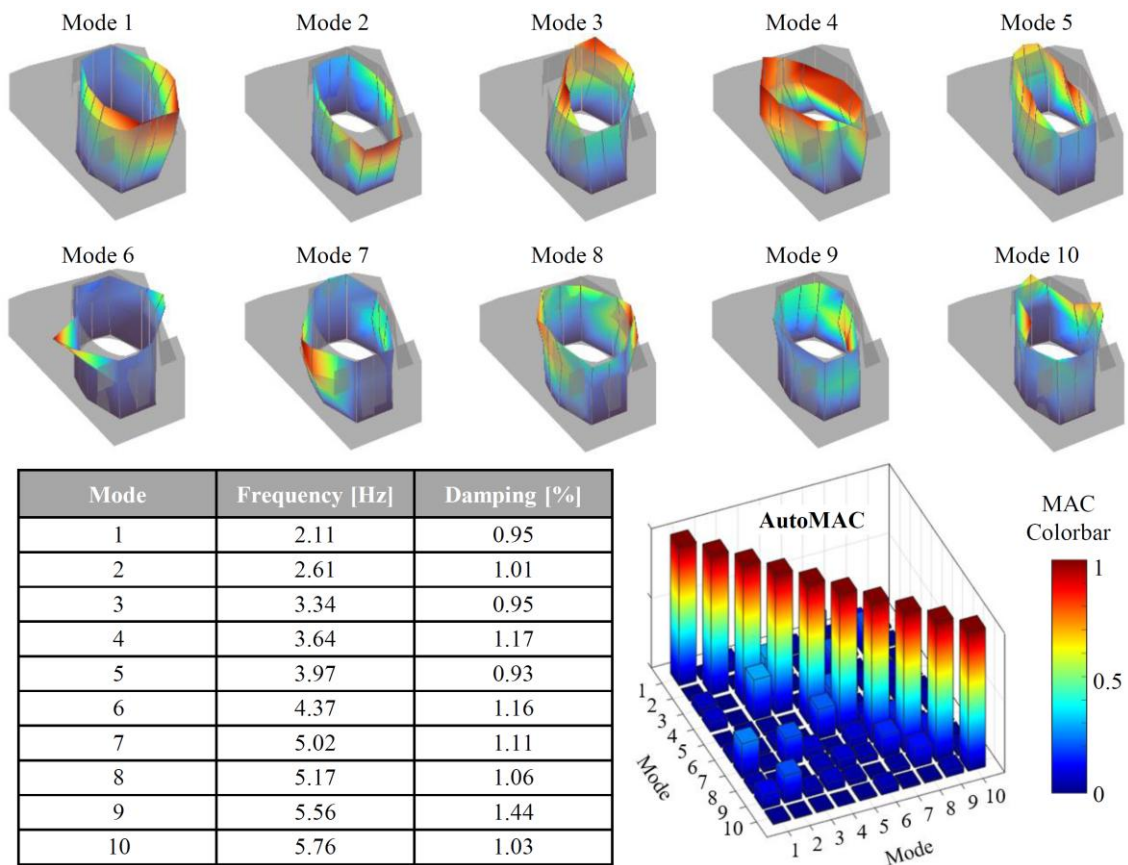 Mode 1 Mode 2 Mode 3 Mode 4 Mode 5
Mode 6 Mode 7 Mode 8 Mode 9 Mode 10
Mode Frequency [Hz] Damping [%]
1 2.11 0.95
2 2.61 1.01
3 3.34 0.95
4 3.64 1.17
5 3.97 0.93
6 4.37 1.16
7 5.02 1.11
8 5.17 1.06
9 5.56 1.44
10 5.76 1.03
AutoMAC
1
2
3
4
5
6
7
8
9
10
Mode
1 2 3 4 5 6 7 8 9 10
Mode
MAC
Colorbar
1
0.5
0